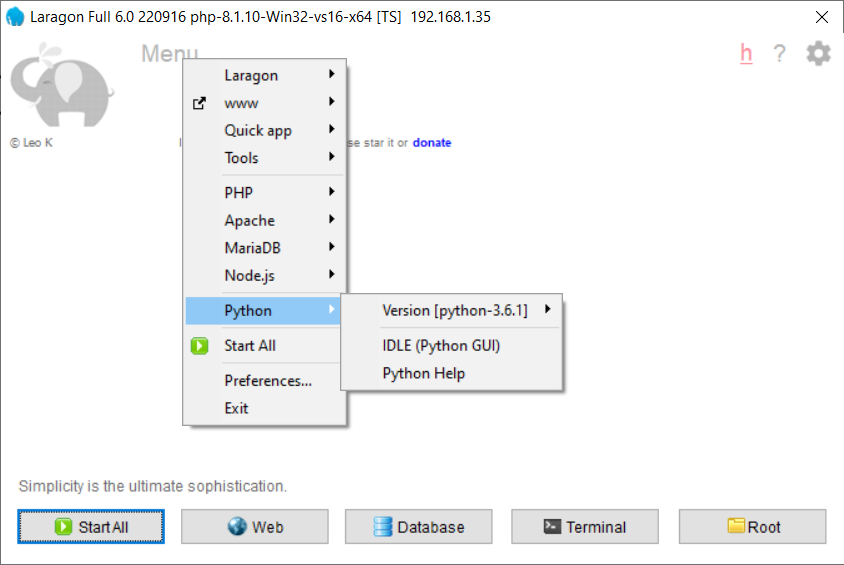 Laragon Full 6.0 220916 php-8.1.10-Win32-vs16-x64 [TS] 192.168.1.35
Menu
h ?
© Leo K
se star it or donate
Laragon
www
Quick app
Tools
PHP
Apache
MariaDB
Node.js
Python
Start All
Preferences...
Exit
Version [python-3.6.1]
IDLE (Python GUI)
Python Help
Simplicity is the ultimate sophistication.
Start All
Web
Database
Terminal
Root